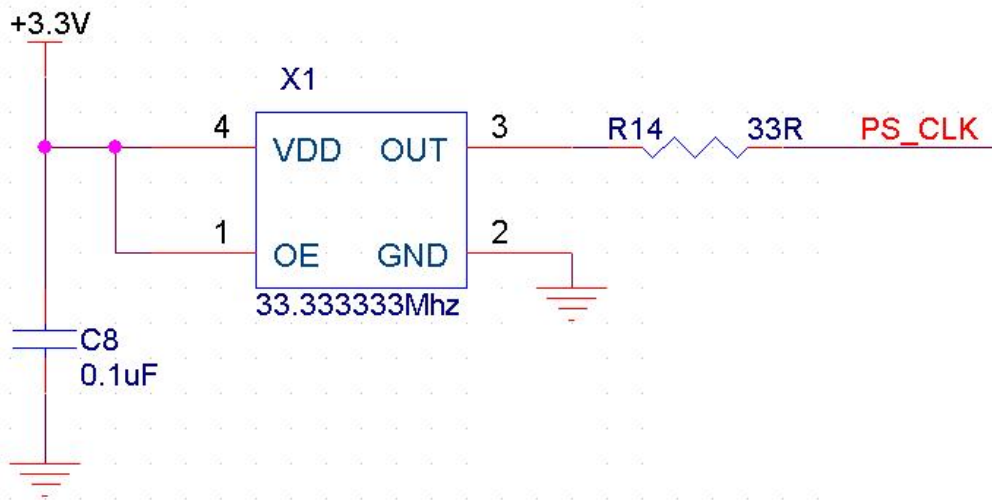 +3.3V
X1
4
3
R14
33R
PS_CLK
VDD
OUT
1
2
OE
GND
33.333333Mhz
C8
0.1uF